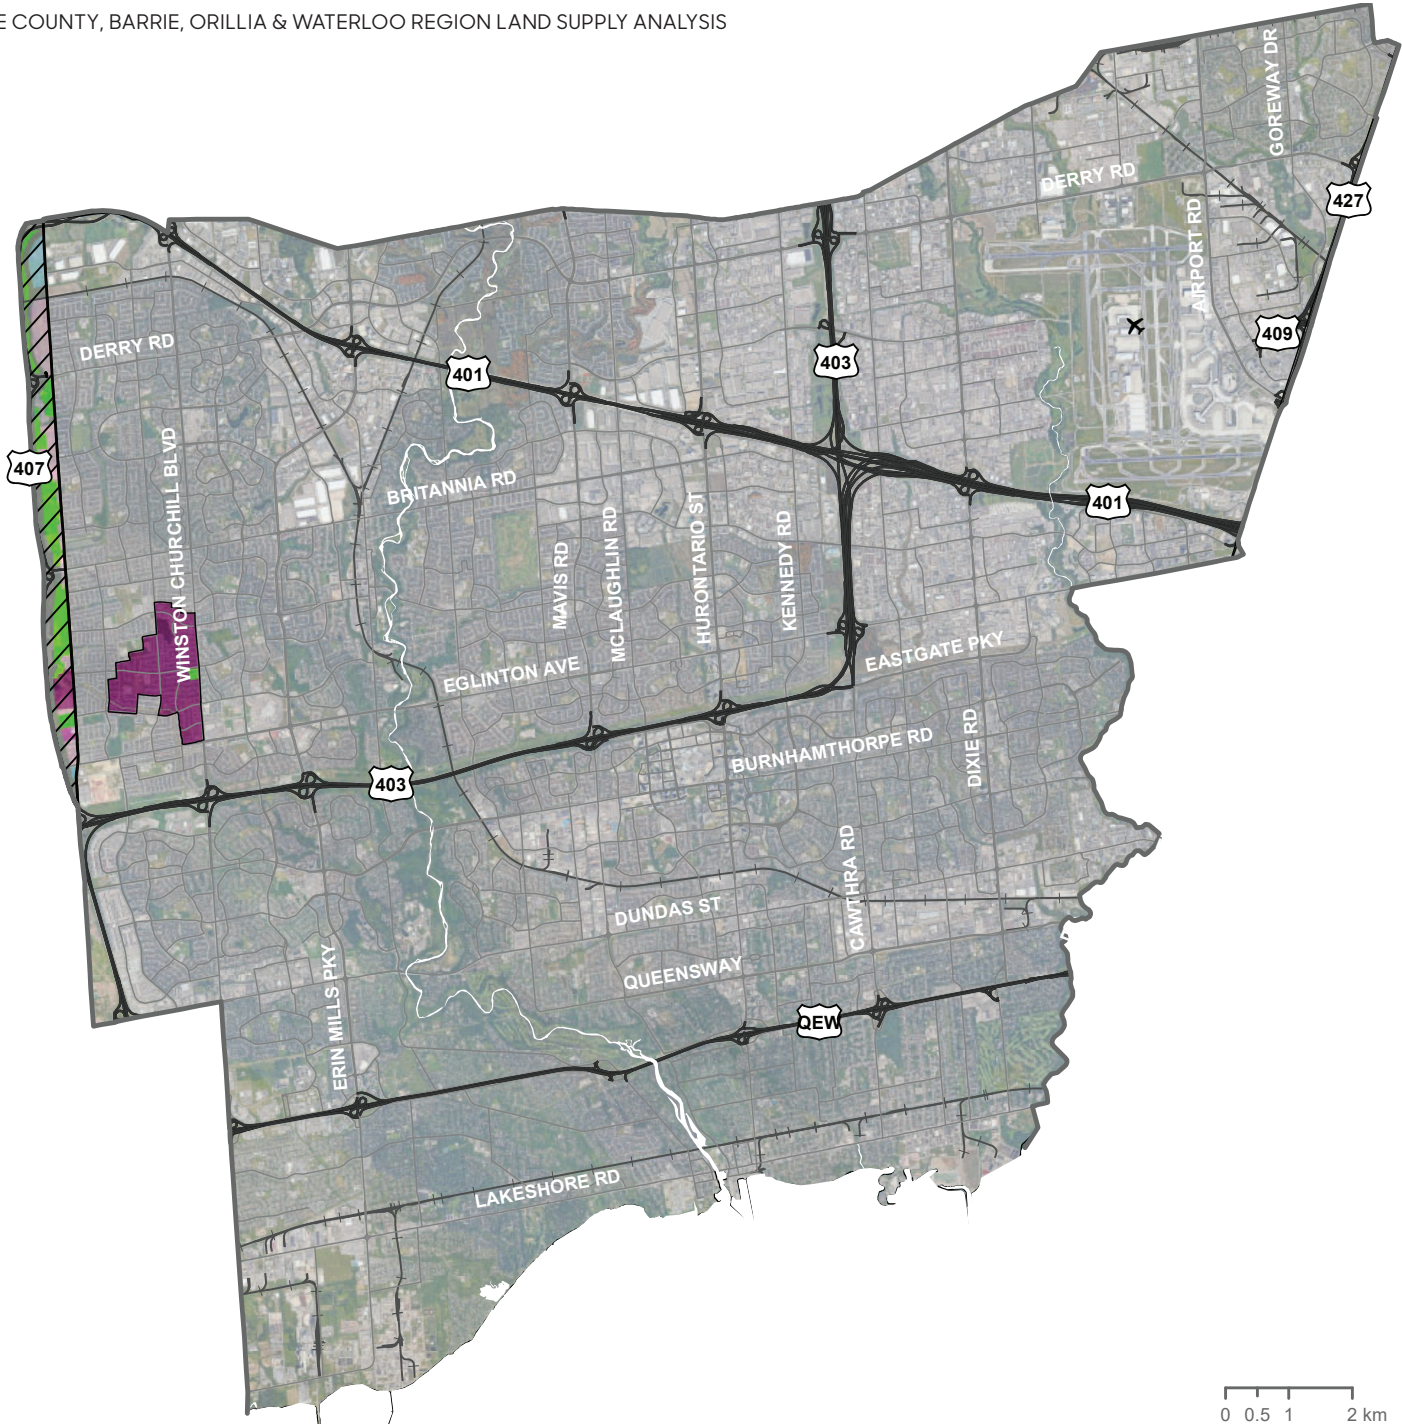 E COUNTY, BARRIE, ORILLIA & WATERLOO REGION LAND SUPPLY ANALYSIS
GOREWAY DR
DERRY RD
427
AIRPORT RD
409
DERRY RD
401
403
407
WINSTON CHURCHILL BLVD
BRITANNIA RD
401
MAVIS RD
MCLAUGHLIN RD
HURONTARIO ST
KENNEDY RD
EGLINTON AVE
EASTGATE PKY
BURNHAMTHORPE RD
DIXIE RD
403
CAWTHRA RD
DUNDAS ST
QUEENSWAY
ERIN MILLS PKY
QEW
LAKESHORE RD
0 0.5 1 2 km